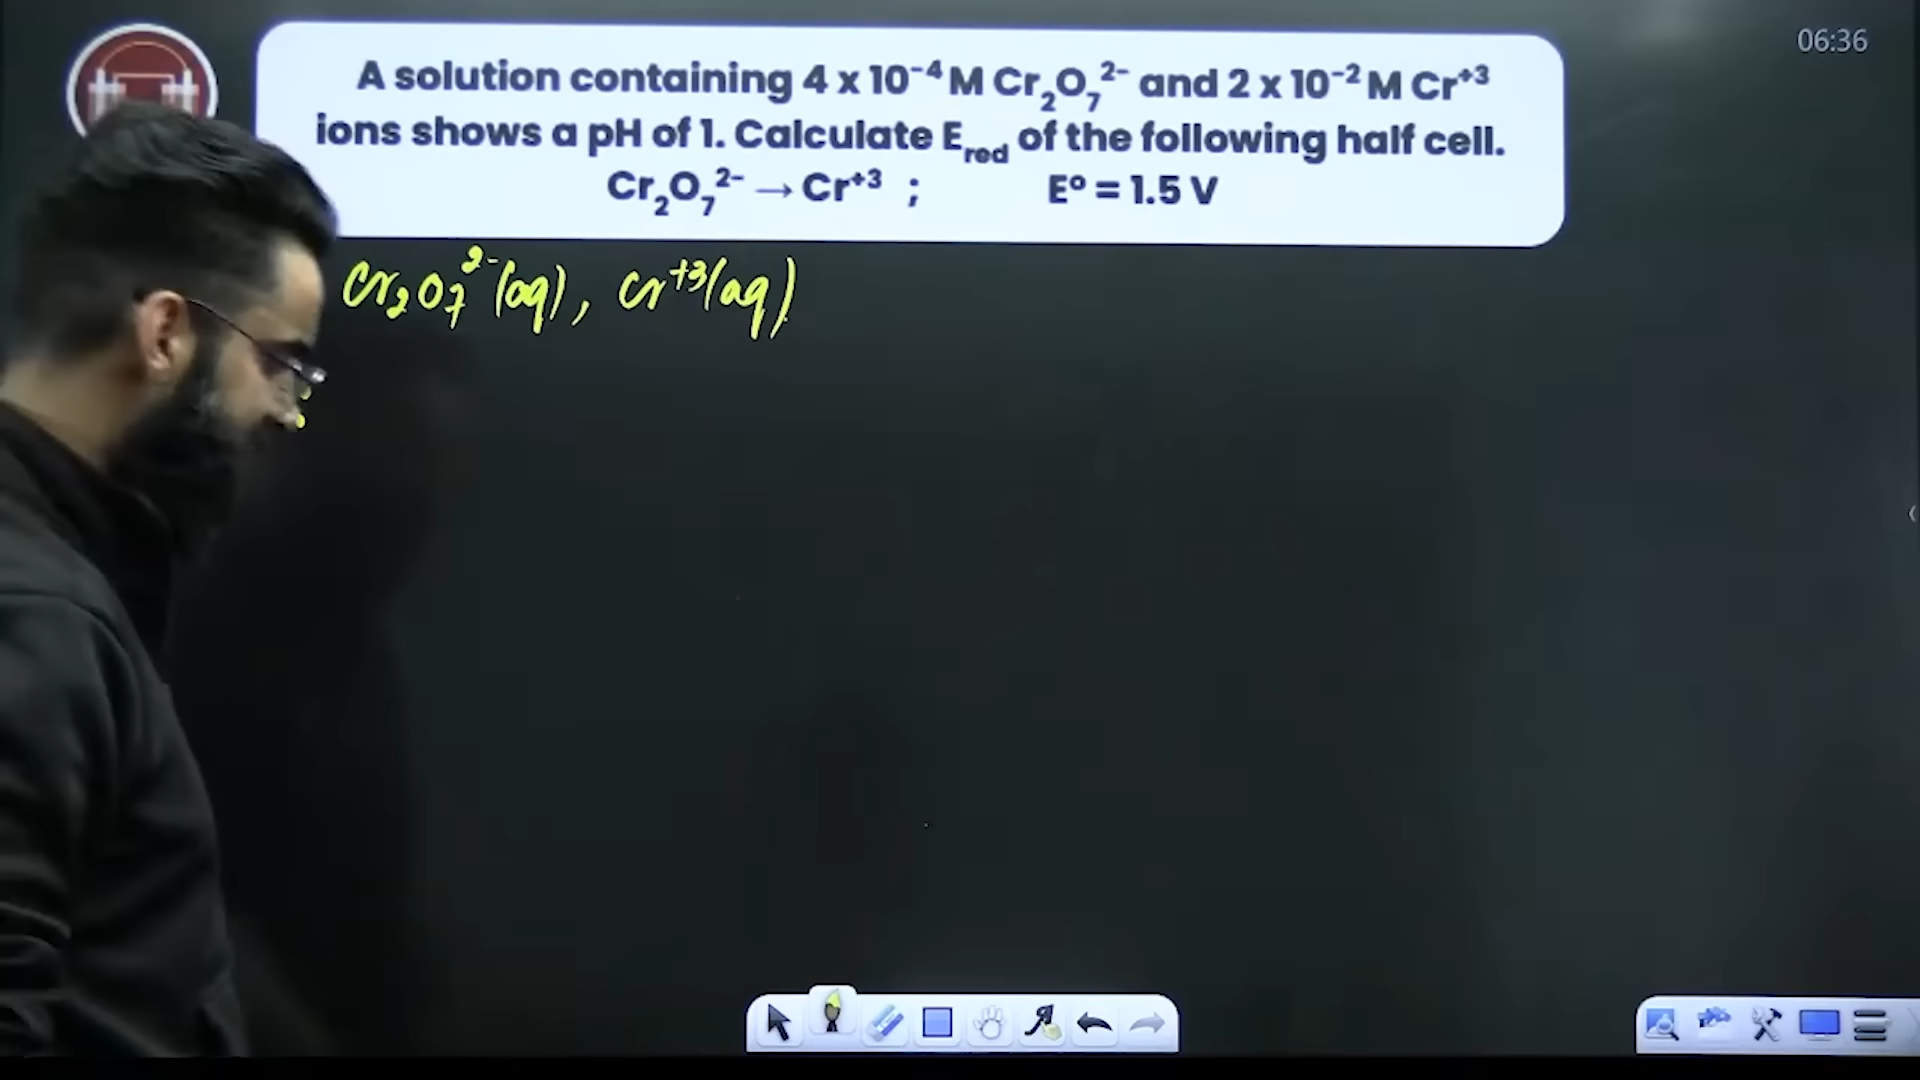 06:36
A solution containing 4 x 10⁻⁴ M Cr₂O₇²⁻ and 2 x 10⁻² M Cr⁺³
ions shows a pH of 1. Calculate E_red of the following half cell.
Cr₂O₇²⁻ → Cr⁺³ ; E° = 1.5 V
Cr₂O₇²⁻(aq), Cr⁺³(aq)